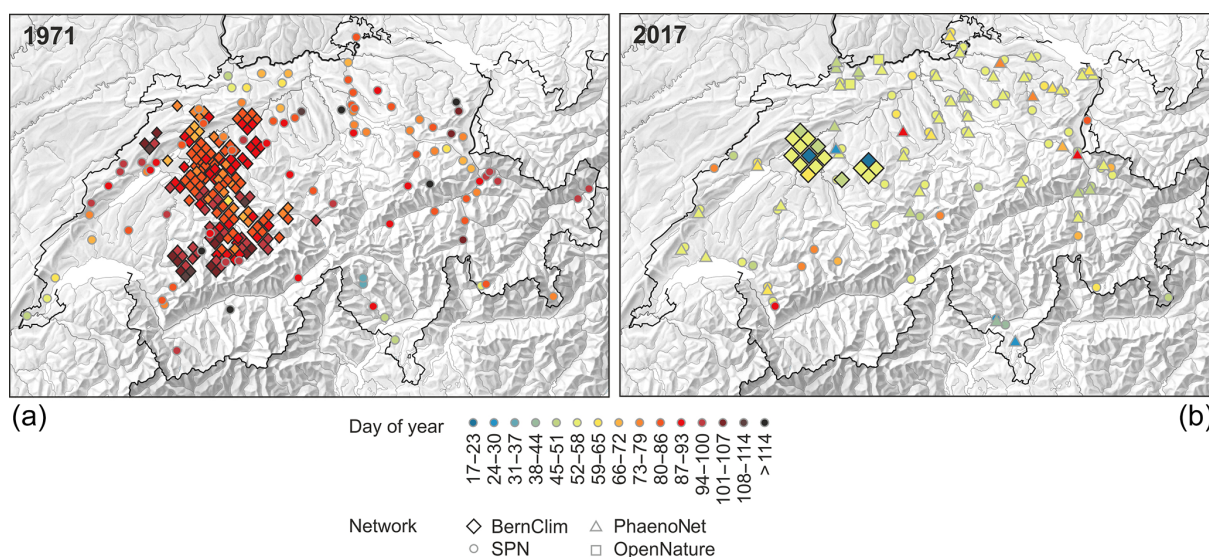 1971
2017
(a)
(b)
Day of year
17–23
24–30
31–37
38–44
45–51
52–58
59–65
66–72
73–79
80–86
87–93
94–100
101–107
108–114
>114
Network
BernClim
PhaenoNet
SPN
OpenNature